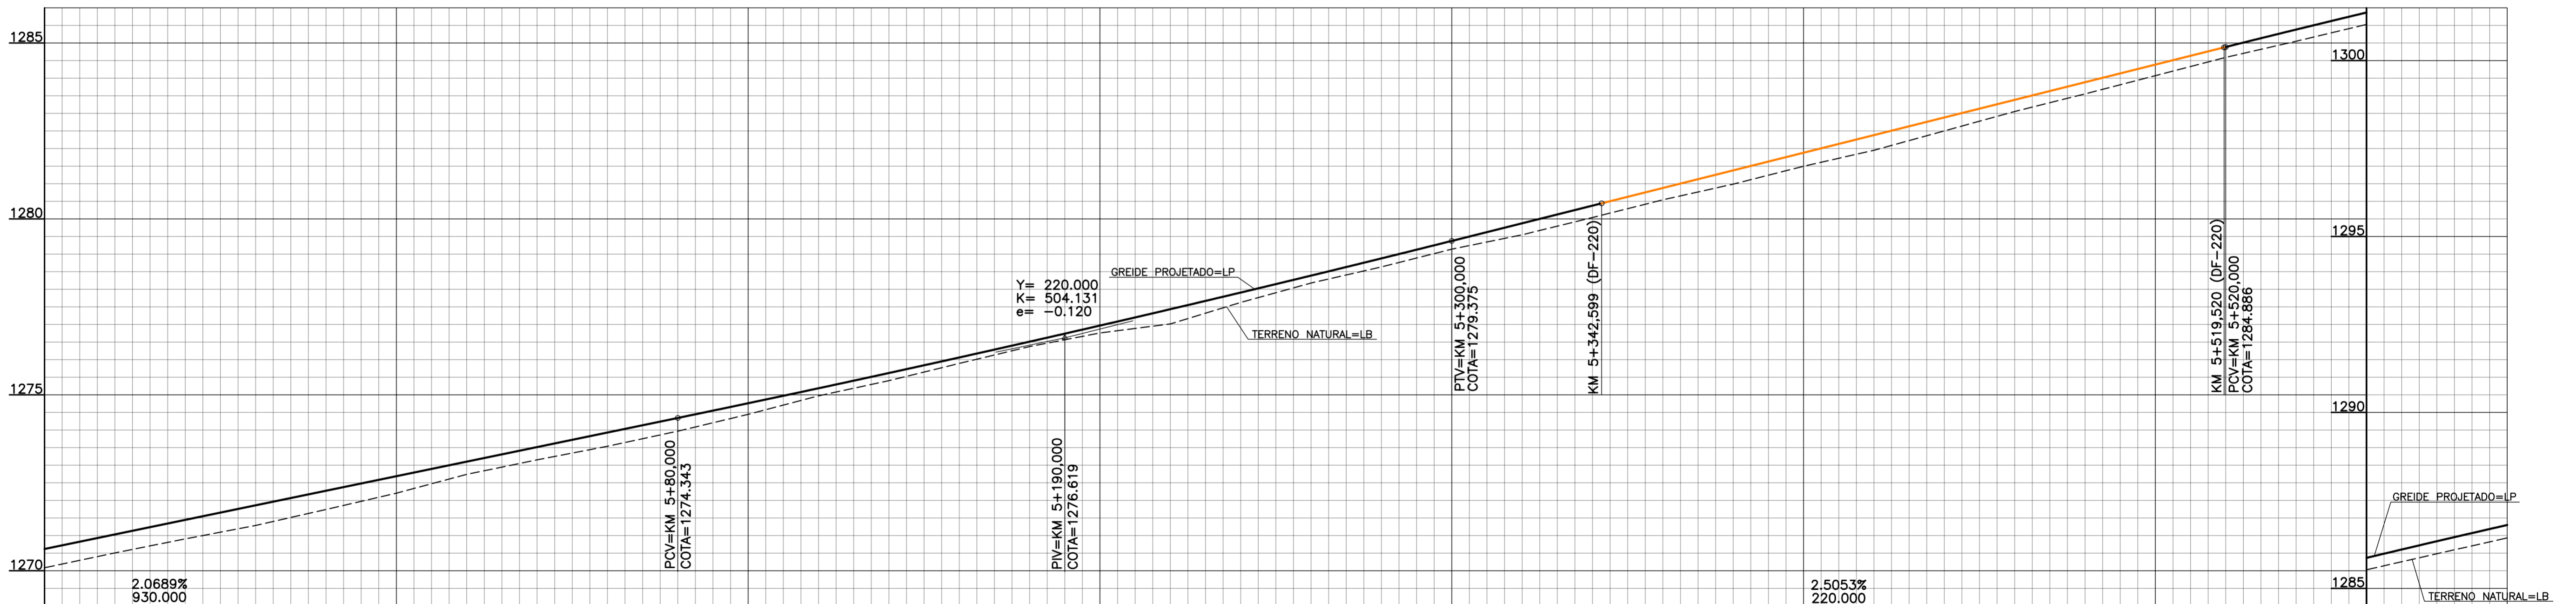 1285
1280
1275
1270
2.0689%
930.000
PCV=KM 5+80,000
COTA=1274.343
Y= 220.000
K= 504.131
e= -0.120
PIV=KM 5+190,000
COTA=1276.619
GREIDE PROJETADO=LP
TERRENO NATURAL=LB
PTV=KM 5+300,000
COTA=1279.375
KM 5+342,599 (DF-220)
2.5053%
220.000
KM 5+519,520 (DF-220)
PCV=KM 5+520,000
COTA=1284.886
1300
1295
1290
1285
GREIDE PROJETADO=LP
TERRENO NATURAL=LB